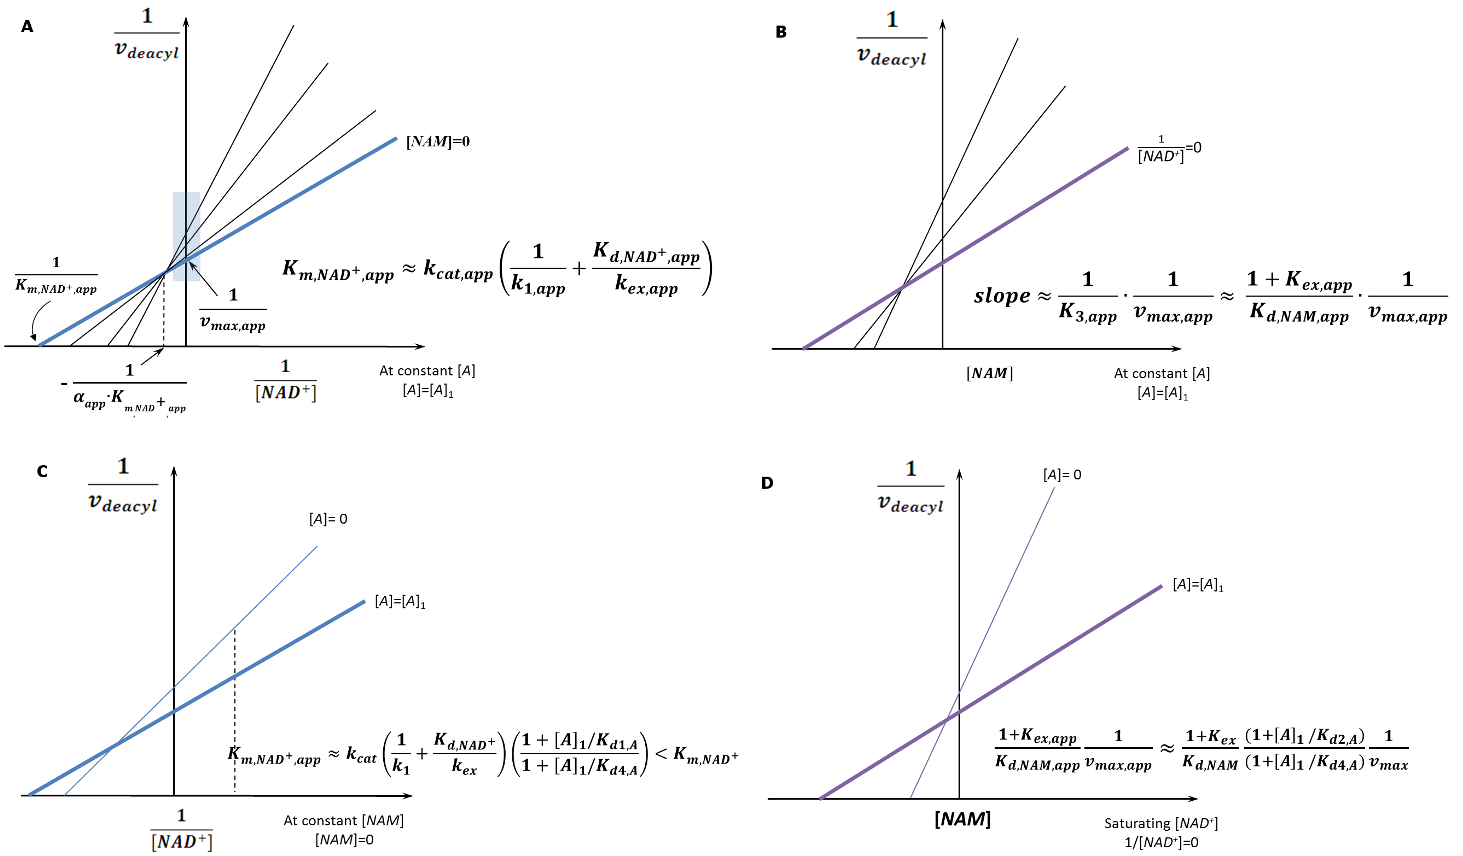 A
1/v_deacyl
[NAM]=0
K_m,NAD⁺,app ≈ k_cat,app (1/k_1,app + K_d,NAD⁺,app/k_ex,app)
1/K_m,NAD⁺,app
1/v_max,app
- 1/α_app·K_mNAD⁺,app
1/[NAD⁺]
At constant [A]
[A]=[A]₁
B
1/v_deacyl
1/[NAD⁺]=0
slope ≈ 1/K_3,app · 1/v_max,app ≈ 1 + K_ex,app/K_d,NAM,app · 1/v_max,app
[NAM]
At constant [A]
[A]=[A]₁
C
1/v_deacyl
[A]= 0
[A]=[A]₁
K_m,NAD⁺,app ≈ k_cat (1/k₁ + K_d,NAD⁺/k_ex) (1 + [A]₁/K_d1,A / 1 + [A]₁/K_d4,A) < K_m,NAD⁺
1/[NAD⁺]
At constant [NAM]
[NAM]=0
D
1/v_deacyl
[A]= 0
[A]=[A]₁
1+K_ex,app/K_d,NAM,app 1/v_max,app ≈ 1+K_ex/K_d,NAM (1+[A]₁/K_d2,A)/(1+[A]₁/K_d4,A) 1/v_max
[NAM]
Saturating [NAD⁺]
1/[NAD⁺]=0